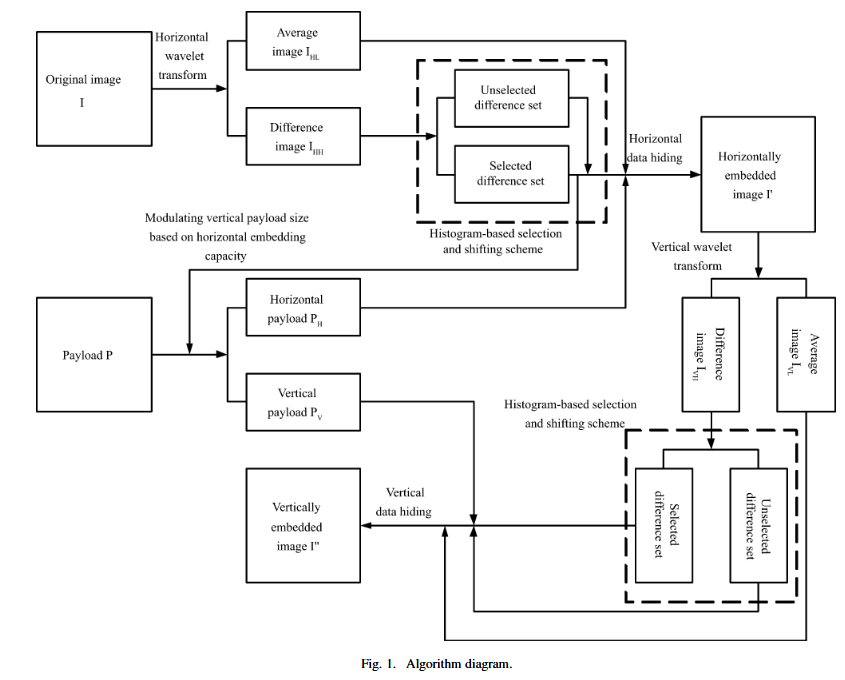 Original image
I
Horizontal
wavelet
transform
Average
image I_HL
Difference
image I_HH
Unselected
difference set
Selected
difference set
Histogram-based selection
and shifting scheme
Horizontal
data hiding
Horizontally
embedded
image I'
Modulating vertical payload size
based on horizontal embedding
capacity
Vertical wavelet
transform
Payload P
Horizontal
payload P_H
Vertical
payload P_V
Difference
image I_VH
Average
image I_VL
Histogram-based selection
and shifting scheme
Selected
difference set
Unselected
difference set
Vertical
data hiding
Vertically
embedded
image I"
Fig. 1. Algorithm diagram.